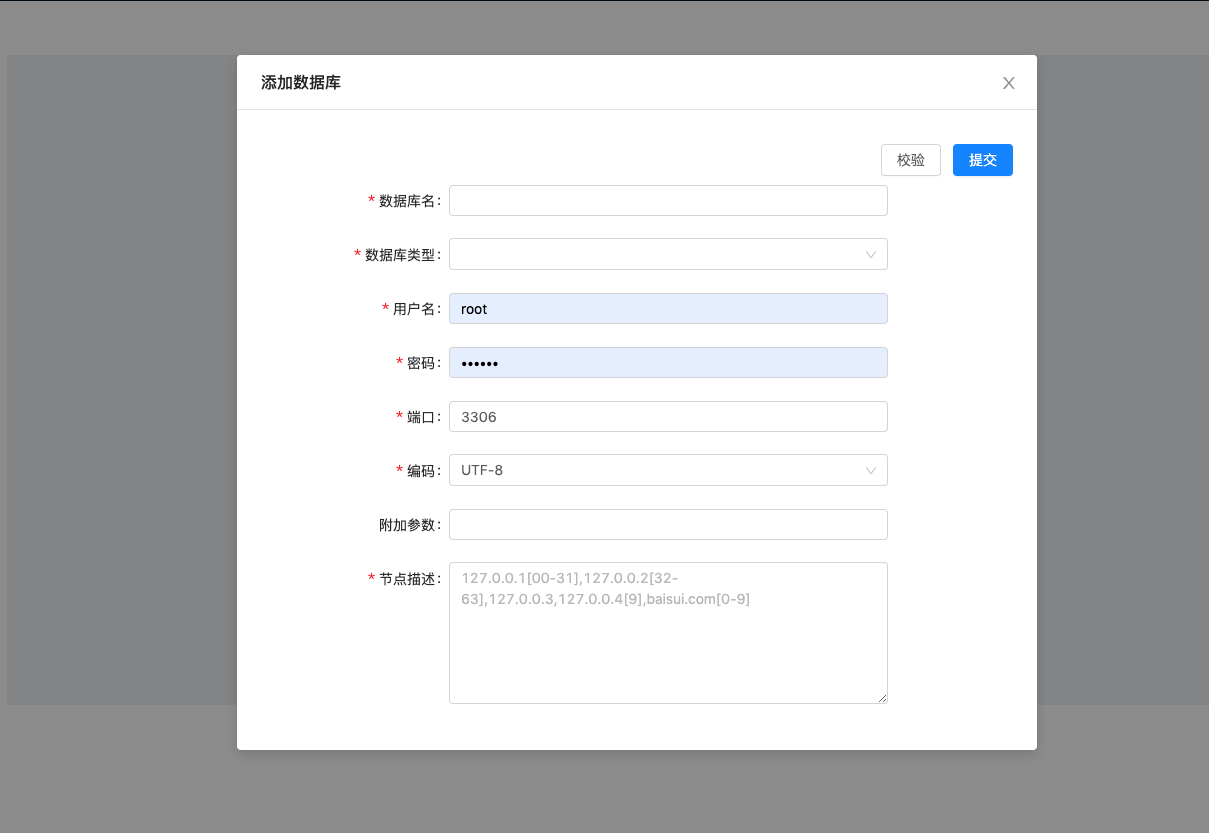 添加数据库
校验 提交
* 数据库名:
* 数据库类型:
* 用户名: root
* 密码: ••••••
* 端口: 3306
* 编码: UTF-8
附加参数:
* 节点描述: 127.0.0.1[00-31],127.0.0.2[32-
63],127.0.0.3,127.0.0.4[9],baisui.com[0-9]